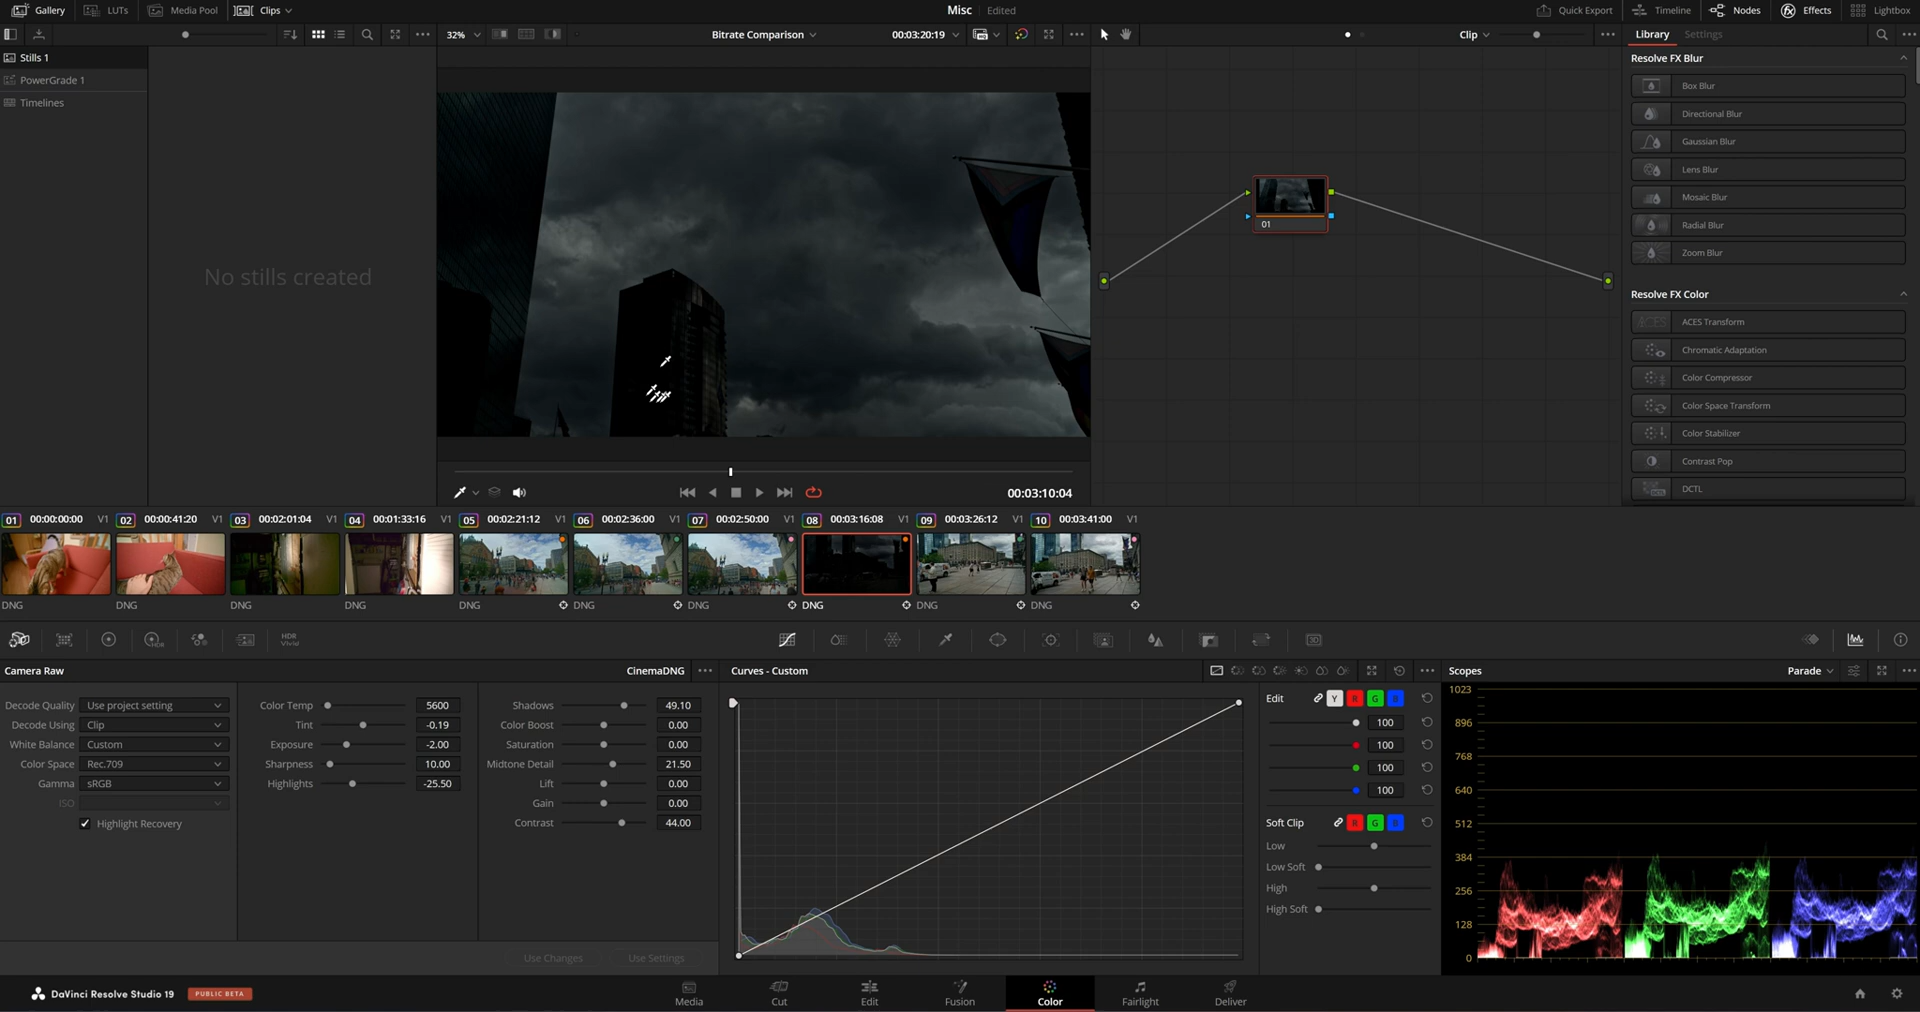 Gallery LUTs Media Pool Clips Misc Edited Quick Export Timeline Nodes Effects Lightbox
32% Bitrate Comparison 00:03:20:19 Clip Library Settings
Stills 1
PowerGrade 1
Timelines
No stills created
00:03:10:04
01
Resolve FX Blur
Box Blur
Directional Blur
Gaussian Blur
Lens Blur
Mosaic Blur
Radial Blur
Zoom Blur
Resolve FX Color
ACES Transform
Chromatic Adaptation
Color Compressor
Color Space Transform
Color Stabilizer
Contrast Pop
DCTL
01 00:00:00:00 V1 02 00:00:41:20 V1 03 00:02:01:04 V1 04 00:01:33:16 V1 05 00:02:21:12 V1 06 00:02:36:00 V1 07 00:02:50:00 V1 08 00:03:16:08 V1 09 00:03:26:12 V1 10 00:03:41:00 V1
DNG DNG DNG DNG DNG DNG DNG DNG DNG DNG
HDR
Vivid
3D
Camera Raw CinemaDNG
Decode Quality Use project setting
Decode Using Clip
White Balance Custom
Color Space Rec.709
Gamma sRGB
ISO
Highlight Recovery
Color Temp 5600
Tint -0.19
Exposure -2.00
Sharpness 10.00
Highlights -25.50
Shadows 49.10
Color Boost 0.00
Saturation 0.00
Midtone Detail 21.50
Lift 0.00
Gain 0.00
Contrast 44.00
Use Changes Use Settings
Curves - Custom
Edit Y R G B
100
100
100
100
Soft Clip R G B
Low
Low Soft
High
High Soft
Scopes Parade
1023
896
768
640
512
384
256
128
0
DaVinci Resolve Studio 19 PUBLIC BETA
Media Cut Edit Fusion Color Fairlight Deliver